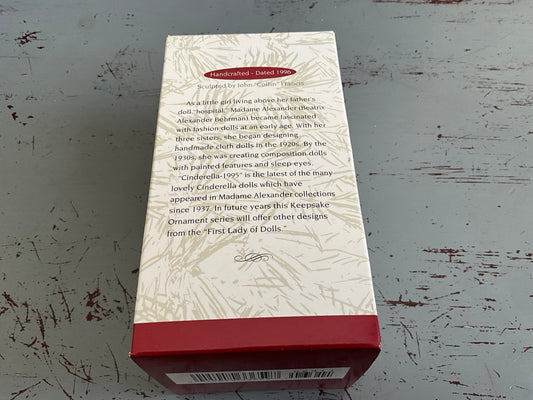 Handcrafted - Dated 1996
Sculpted by John "Collin" Francis
As a little girl living above her father's
doll "hospital," Madame Alexander (Beatrix
Alexander Behrman) became fascinated
with fashion dolls at an early age. With her
three sisters, she began designing
handmade cloth dolls in the 1920s. By the
1930s, she was creating composition dolls
with painted features and sleep eyes.
"Cinderella-1995" is the latest of the many
lovely Cinderella dolls which have
appeared in Madame Alexander collections
since 1937. In future years this Keepsake
Ornament series will offer other designs
from the "First Lady of Dolls."